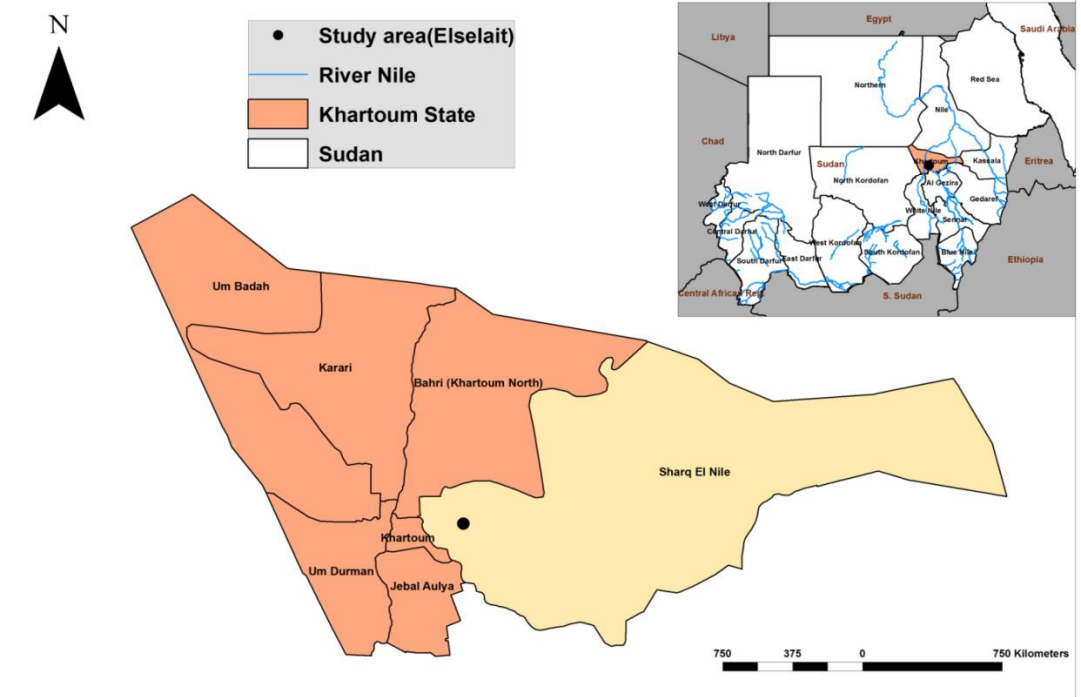 N
Study area(Elselait)
River Nile
Khartoum State
Sudan
Egypt
Libya
Saudi Arabia
Red Sea
Northern
Nile
Chad
North Darfur
Sudan
Khartoum
Kassala
Eritrea
North Kordofan
Al Gezira
Gedaref
West Darfur
White Nile
Sennar
Central Darfur
West Kordofan
South Kordofan
Blue Nile
South Darfur
East Darfur
Ethiopia
Central African Rep.
S. Sudan
Um Badah
Karari
Bahri (Khartoum North)
Sharq El Nile
Khartoum
Um Durman
Jebal Aulya
750 375 0 750 Kilometers